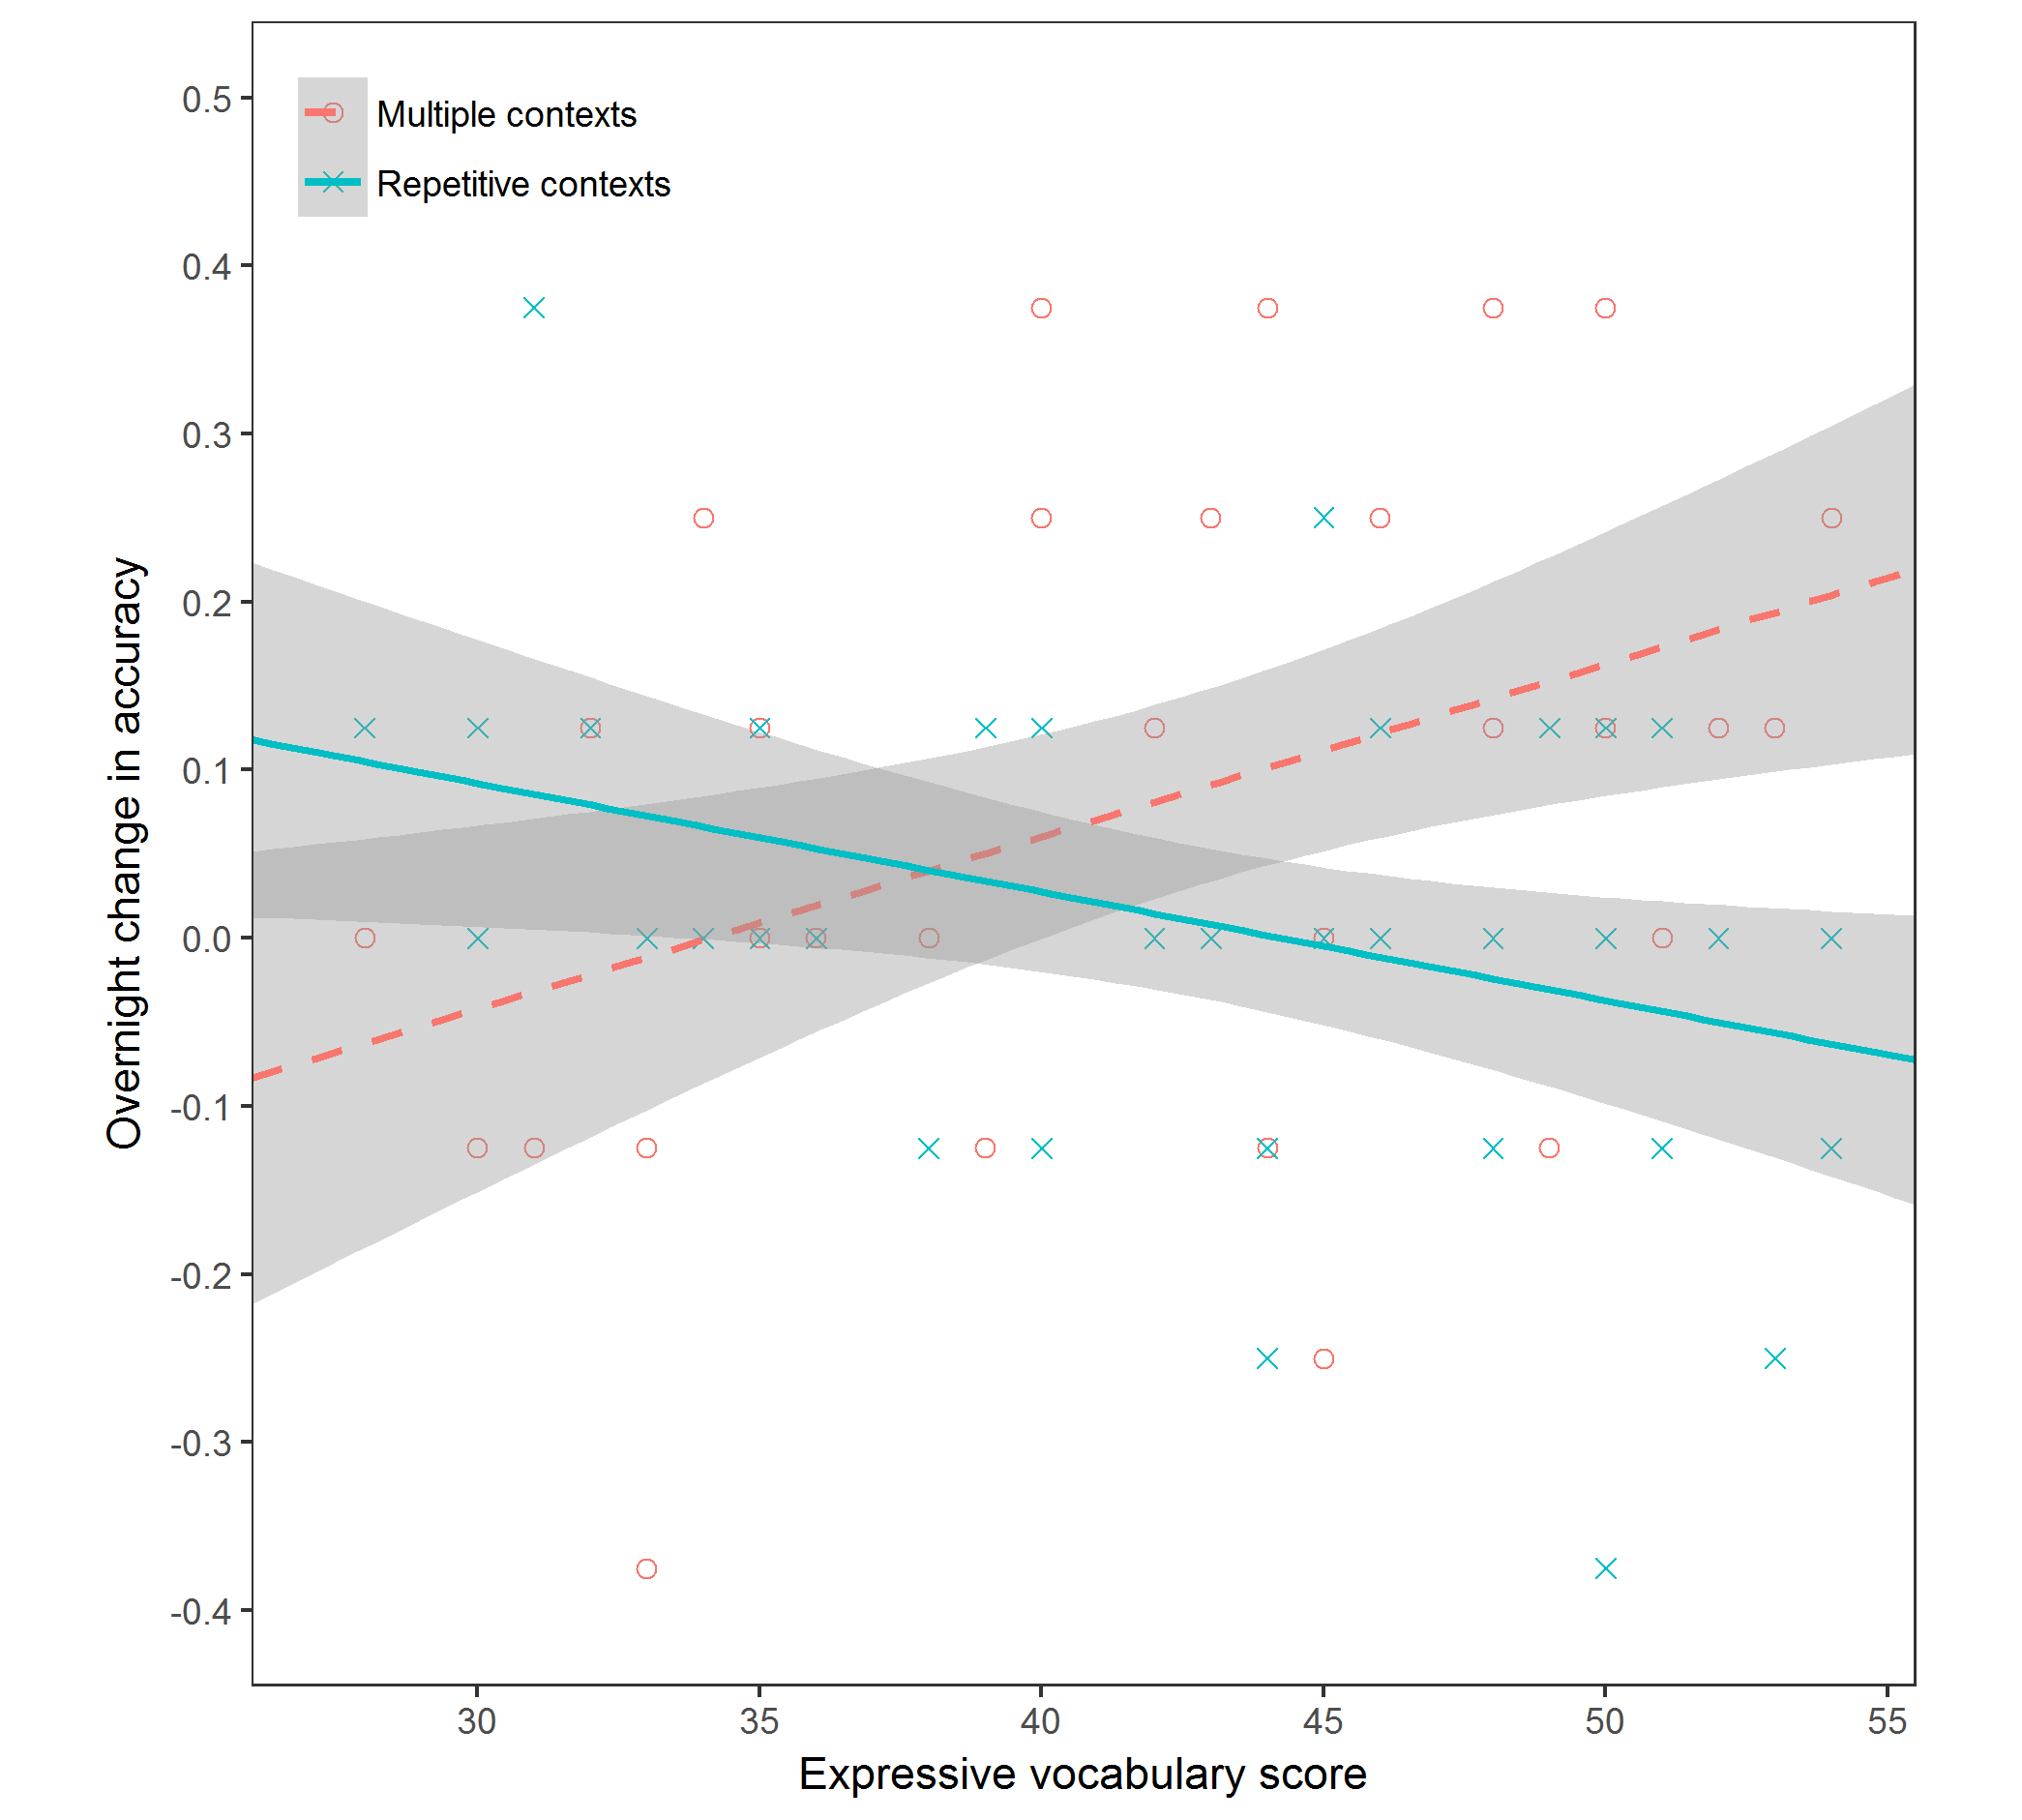 Multiple contexts
Repetitive contexts
Overnight change in accuracy
0.5
0.4
0.3
0.2
0.1
0.0
-0.1
-0.2
-0.3
-0.4
30 35 40 45 50 55
Expressive vocabulary score